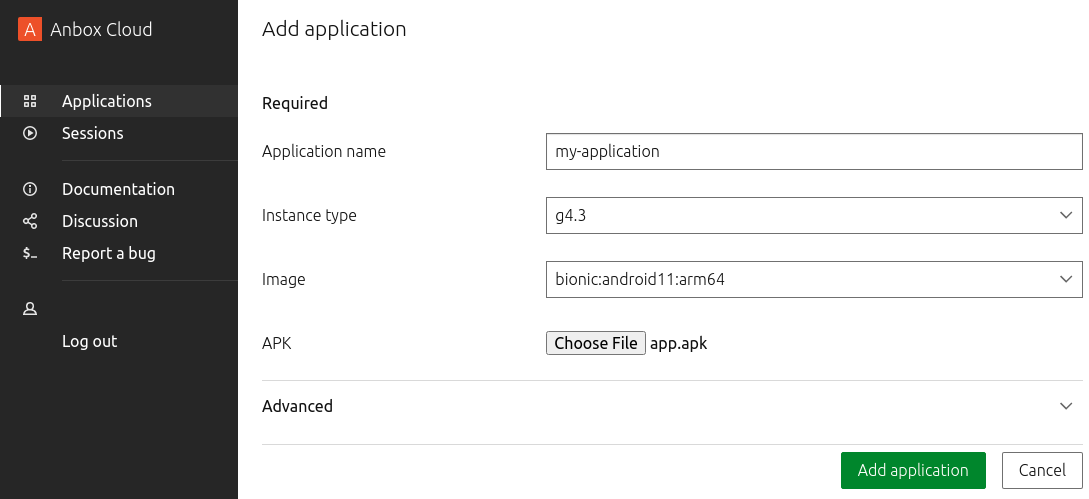 A Anbox Cloud
Applications
Sessions
Documentation
Discussion
$_ Report a bug
Log out
Add application
Required
Application name my-application
Instance type g4.3
Image bionic:android11:arm64
APK Choose File app.apk
Advanced
Add application Cancel